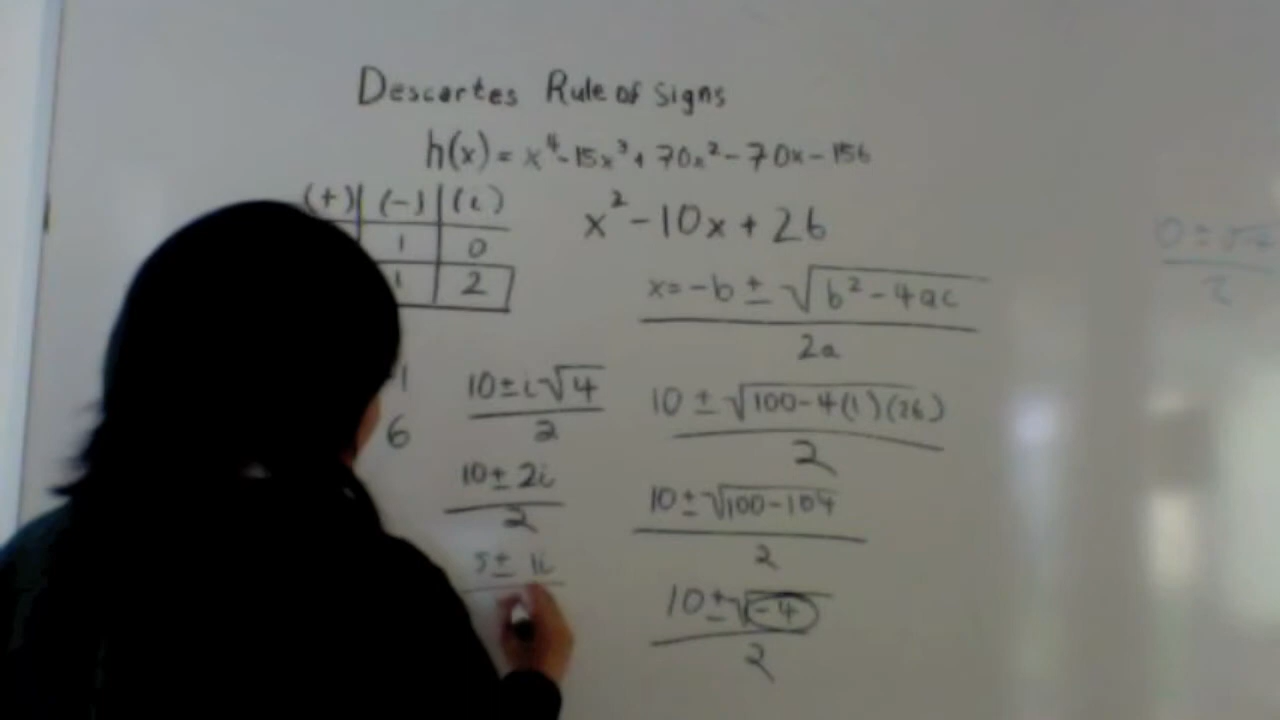 Descartes Rule of Signs
h(x) = x⁴-15x³+70x²-70x-156
(+) (-) (i)
1 0
1 2
x²-10x+26
x=-b±√b²-4ac
2a
-1
6
10±i√4
2
10±√100-4(1)(26)
2
10±2i
2
10±√100-104
2
5± 1i
10±√-4
2